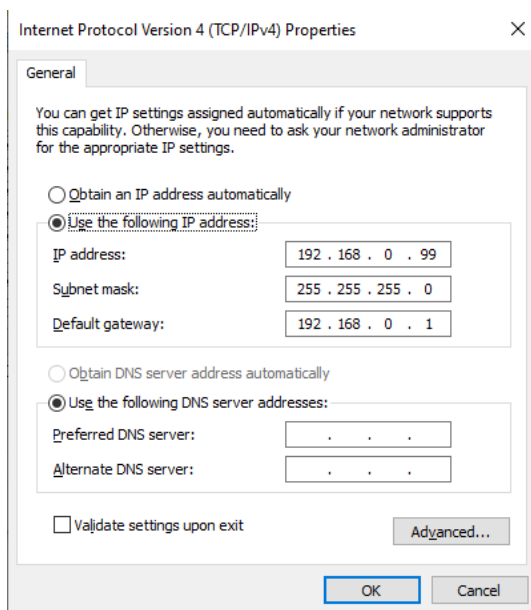 Internet Protocol Version 4 (TCP/IPv4) Properties
General
You can get IP settings assigned automatically if your network supports
this capability. Otherwise, you need to ask your network administrator
for the appropriate IP settings.
Obtain an IP address automatically
Use the following IP address:
IP address: 192 . 168 . 0 . 99
Subnet mask: 255 . 255 . 255 . 0
Default gateway: 192 . 168 . 0 . 1
Obtain DNS server address automatically
Use the following DNS server addresses:
Preferred DNS server: . . .
Alternate DNS server: . . .
Validate settings upon exit
Advanced...
OK Cancel